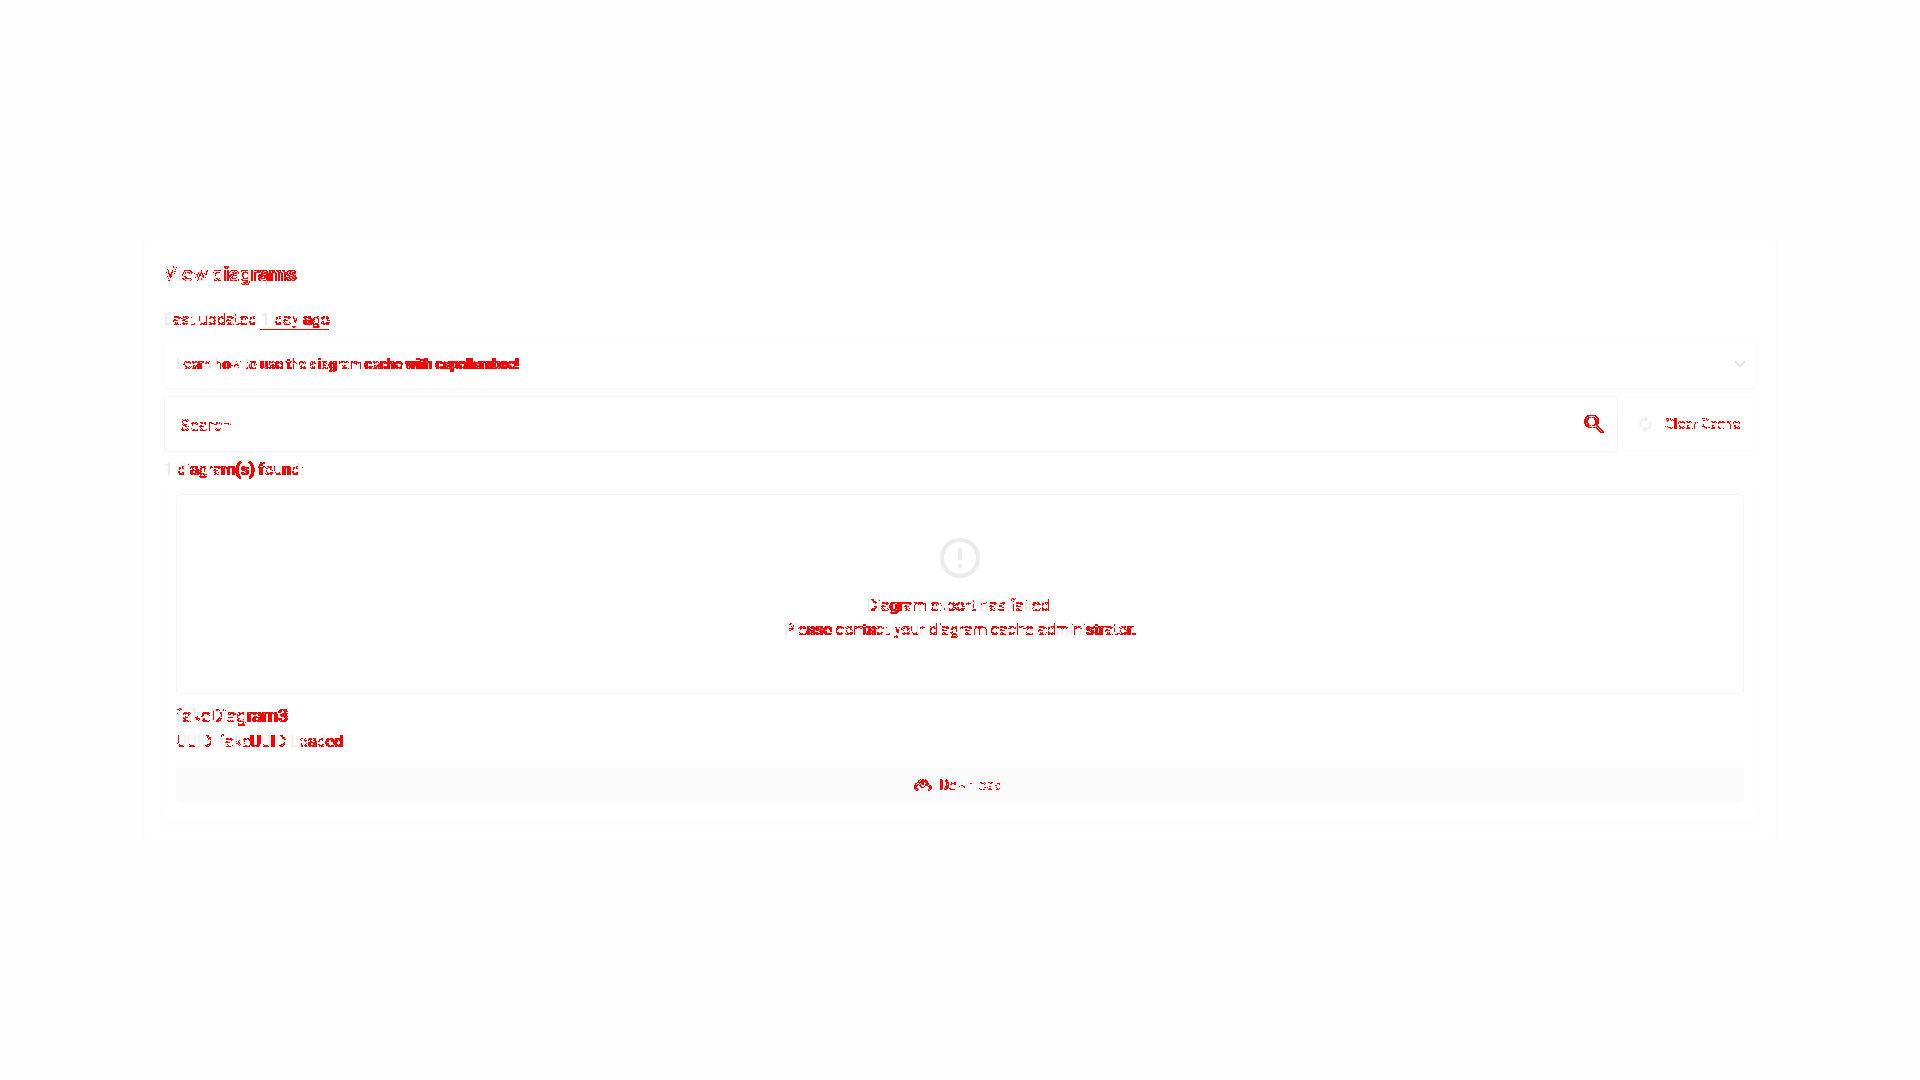 View diagrams
Last updated 1 day ago
Learn how to use the diagram cache with capellambse!
Search
Clear Cache
1 diagram(s) found:
Diagram export has failed.
Please contact your diagram cache administrator.
fakeDiagram3
UUID: fakeUUID Loaded
Download